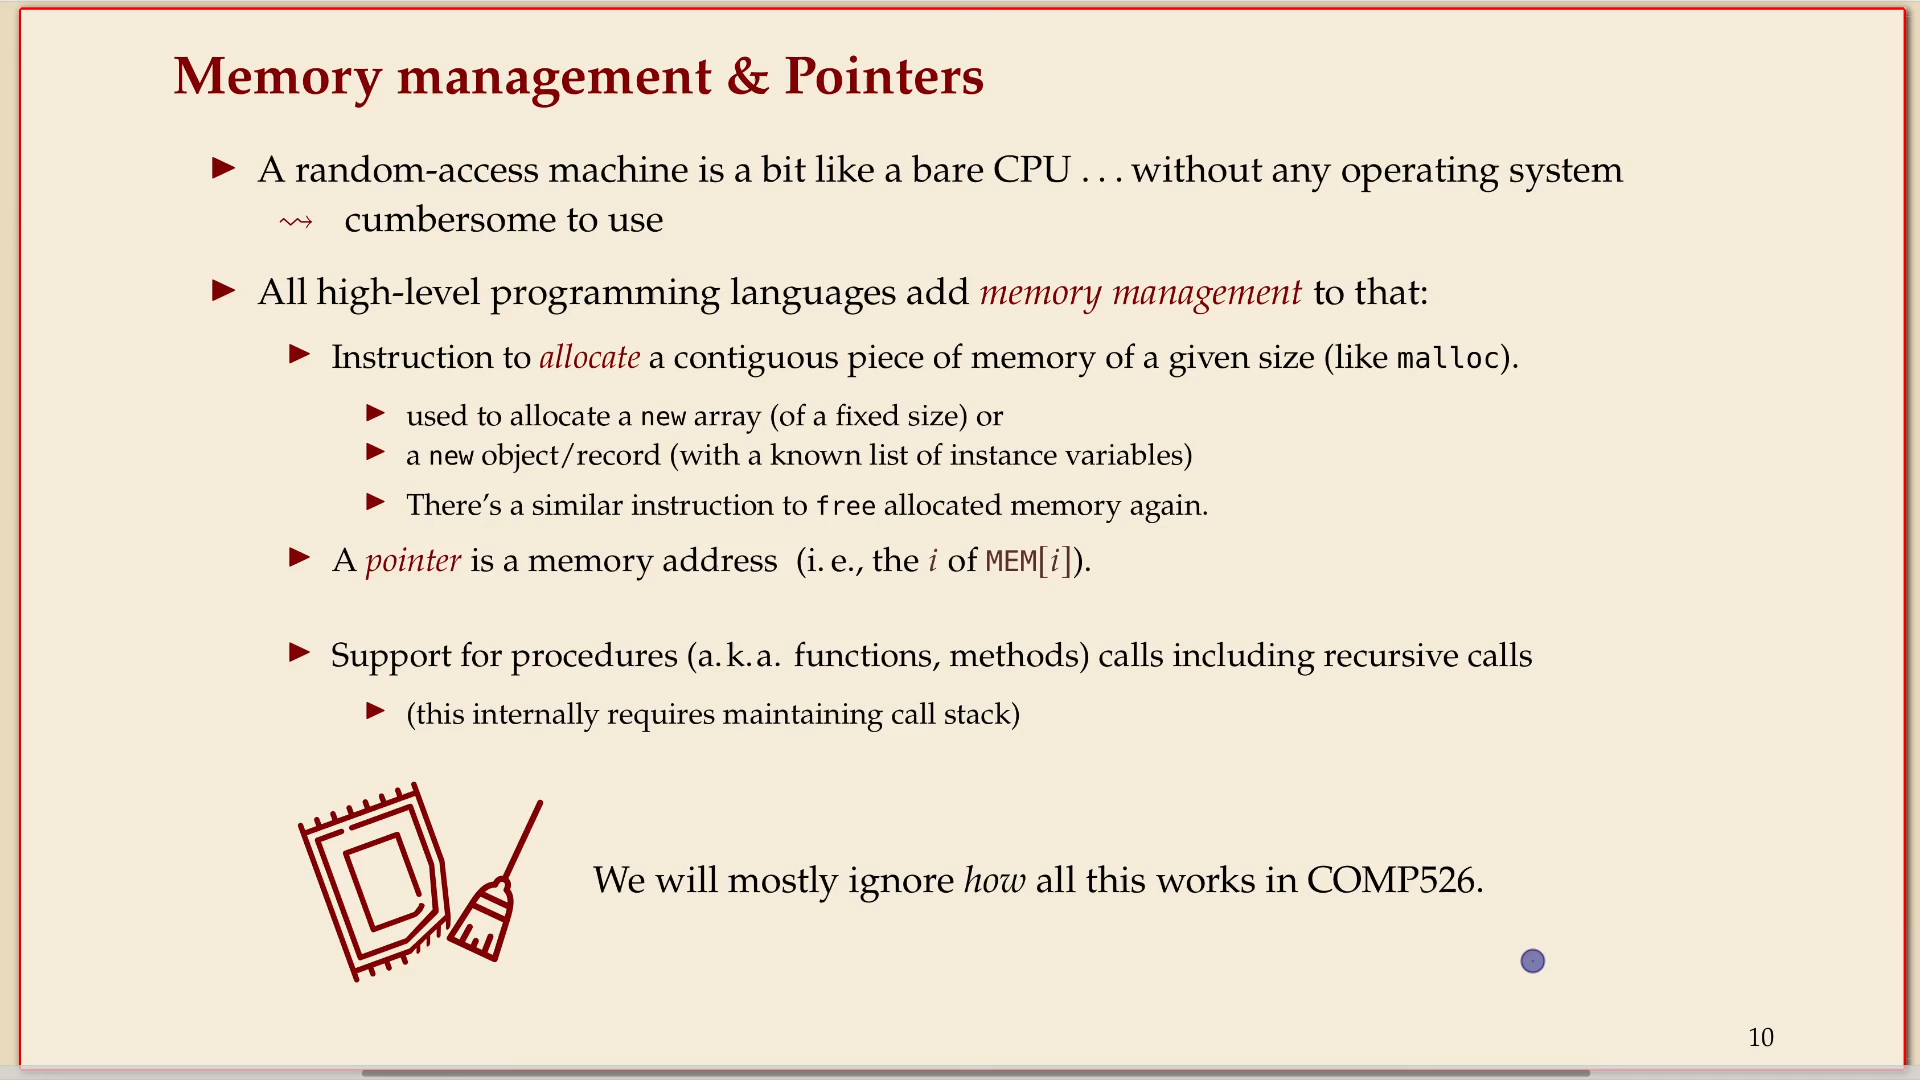 Memory management & Pointers
▶ A random-access machine is a bit like a bare CPU . . . without any operating system
⇝ cumbersome to use
▶ All high-level programming languages add memory management to that:
▶ Instruction to allocate a contiguous piece of memory of a given size (like malloc).
▶ used to allocate a new array (of a fixed size) or
▶ a new object/record (with a known list of instance variables)
▶ There’s a similar instruction to free allocated memory again.
▶ A pointer is a memory address (i. e., the i of MEM[i]).
▶ Support for procedures (a. k. a. functions, methods) calls including recursive calls
▶ (this internally requires maintaining call stack)
We will mostly ignore how all this works in COMP526.
10